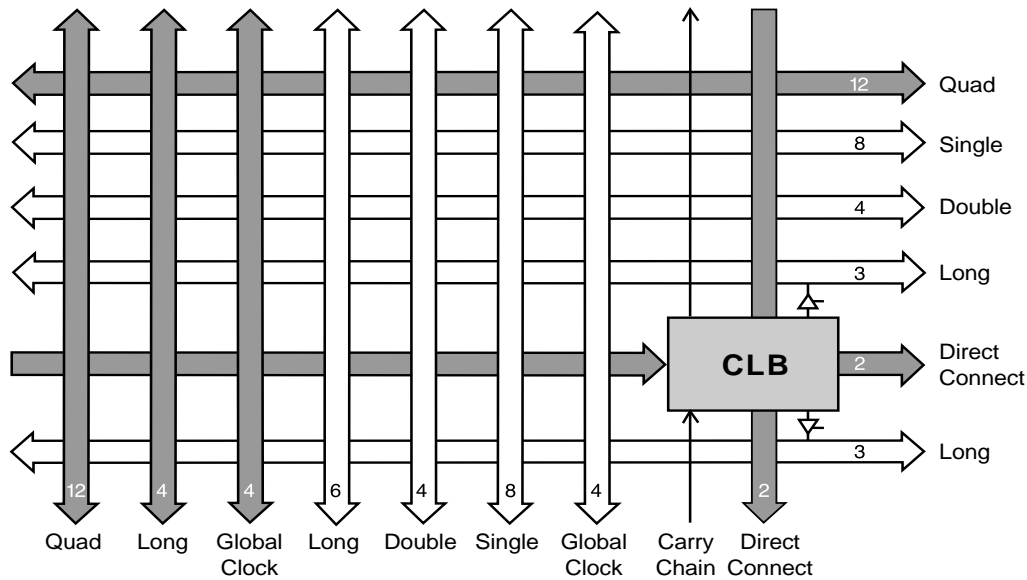 12
Quad
8
Single
4
Double
3
Long
CLB
2
Direct
Connect
3
Long
12
4
4
6
4
8
4
2
Quad
Long
Global
Clock
Long
Double
Single
Global
Clock
Carry
Chain
Direct
Connect